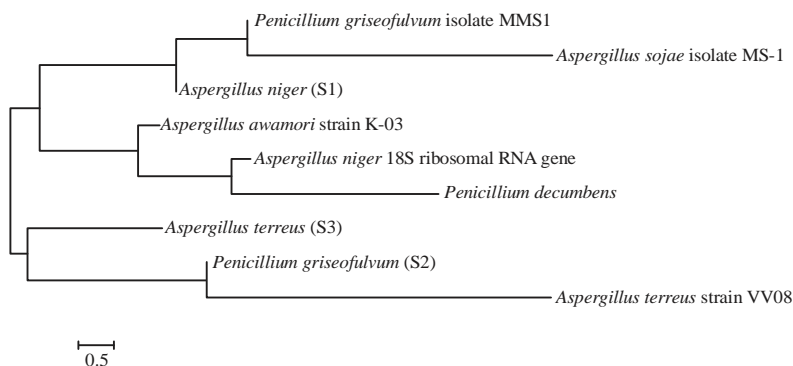 Penicillium griseofulvum isolate MMS1
Aspergillus sojae isolate MS-1
Aspergillus niger (S1)
Aspergillus awamori strain K-03
Aspergillus niger 18S ribosomal RNA gene
Penicillium decumbens
Aspergillus terreus (S3)
Penicillium griseofulvum (S2)
Aspergillus terreus strain VV08
0.5